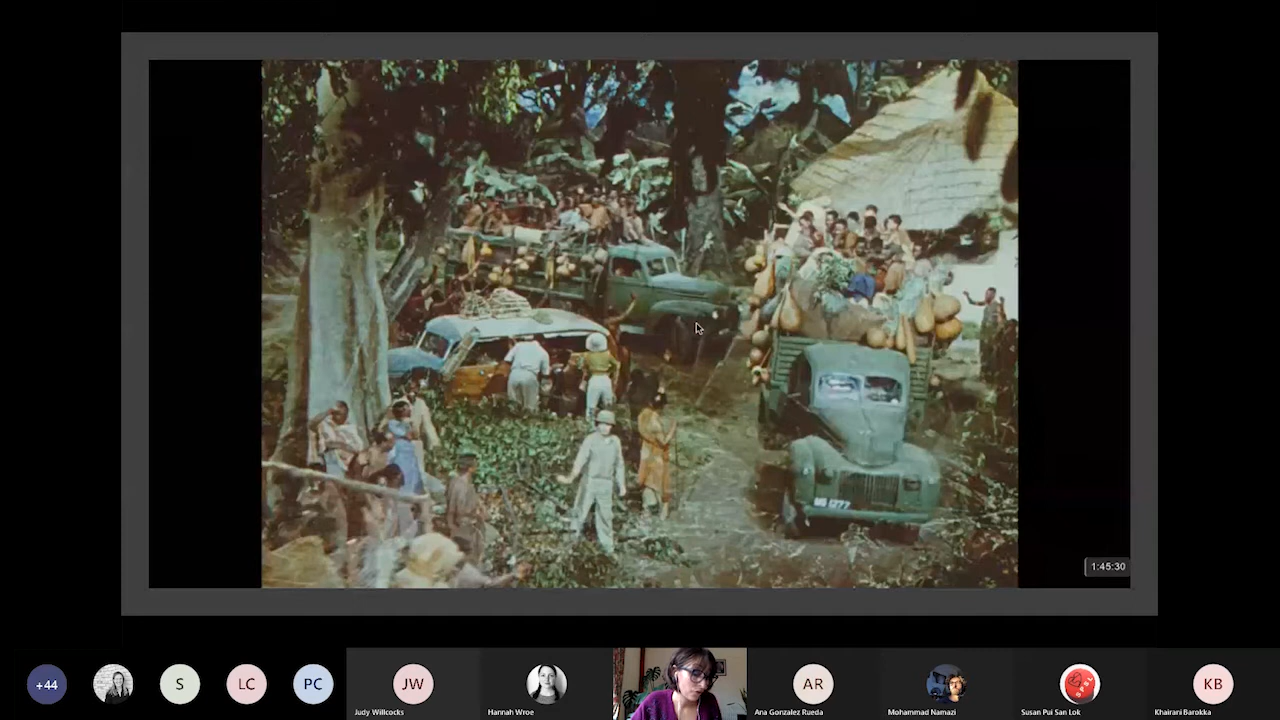 1:45:30
+44
S
LC
PC
JW
AR
KB
Judy Willcocks
Hannah Wroe
Ana Gonzalez Rueda
Mohammad Namazi
Susan Pui San Lok
Khairani Barokka